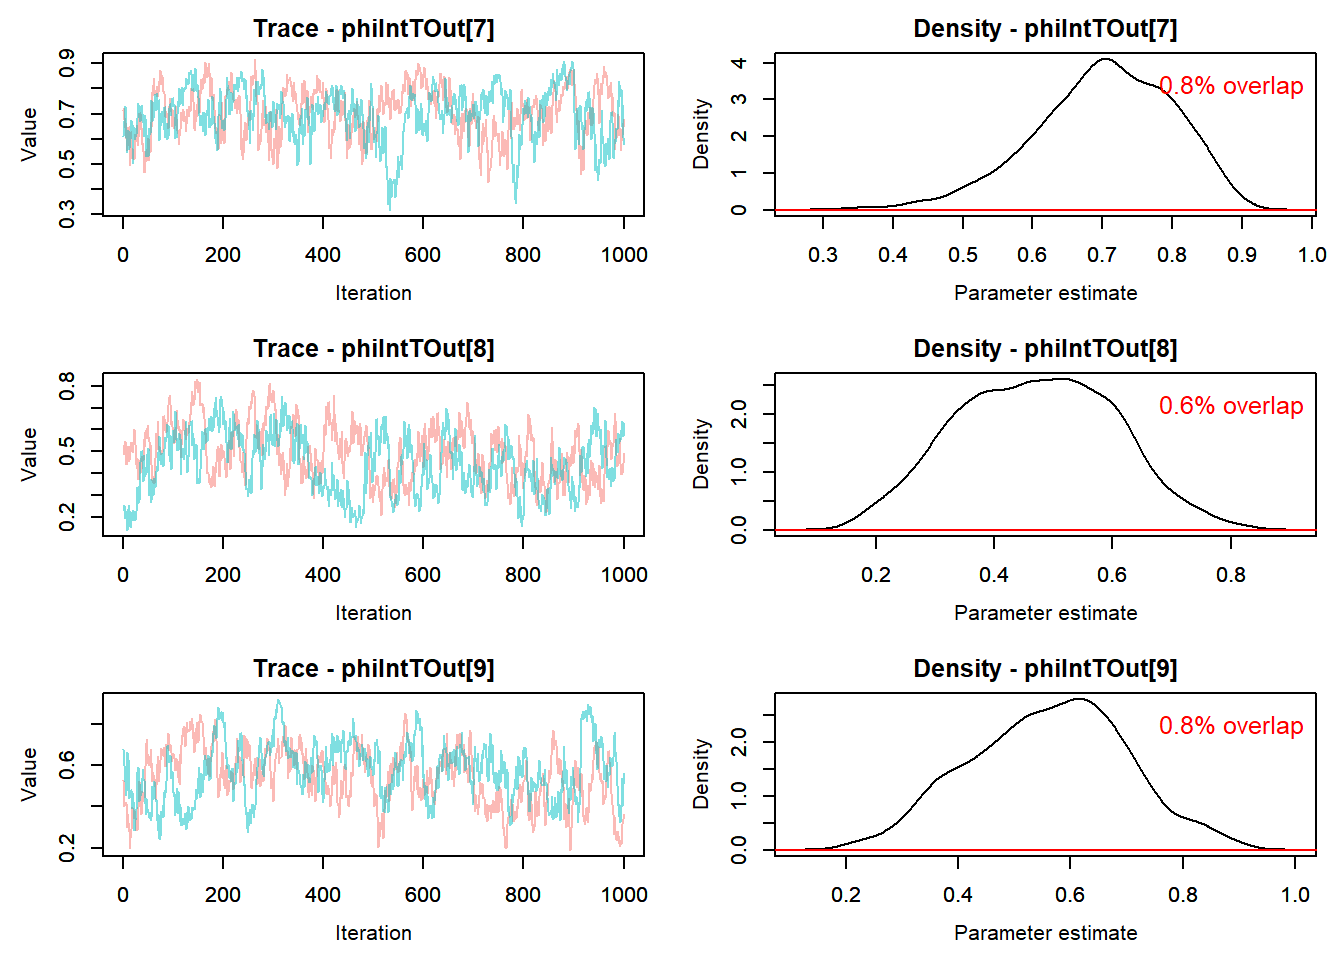 Trace - phiIntTOut[7]
Value
0.3 0.5 0.7 0.9
0 200 400 600 800 1000
Iteration
Density - phiIntTOut[7]
0.8% overlap
Density
0 1 2 3 4
0.3 0.4 0.5 0.6 0.7 0.8 0.9 1.0
Parameter estimate
Trace - phiIntTOut[8]
Value
0.2 0.5 0.8
0 200 400 600 800 1000
Iteration
Density - phiIntTOut[8]
0.6% overlap
Density
0.0 1.0 2.0
0.2 0.4 0.6 0.8
Parameter estimate
Trace - phiIntTOut[9]
Value
0.2 0.6
0 200 400 600 800 1000
Iteration
Density - phiIntTOut[9]
0.8% overlap
Density
0.0 1.0 2.0
0.2 0.4 0.6 0.8 1.0
Parameter estimate